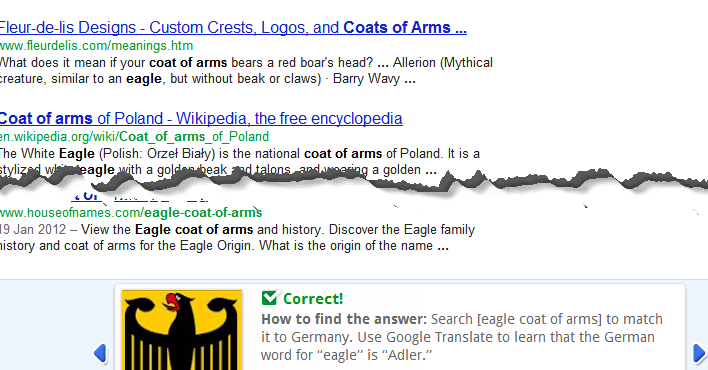 Fleur-de-lis Designs - Custom Crests, Logos, and Coats of Arms ...
www.fleurdelis.com/meanings.htm
What does it mean if your coat of arms bears a red boar's head? ... Allerion (Mythical
creature, similar to an eagle, but without beak or claws) · Barry Wavy ...
Coat of arms of Poland - Wikipedia, the free encyclopedia
en.wikipedia.org/wiki/Coat_of_arms_of_Poland
The White Eagle (Polish: Orzeł Biały) is the national coat of arms of Poland. It is a
stylized white eagle with a golden beak and talons, and wearing a golden ...
www.houseofnames.com/eagle-coat-of-arms
19 Jan 2012 – View the Eagle coat of arms and history. Discover the Eagle family
history and coat of arms for the Eagle Origin. What is the origin of the name ...
Correct!
How to find the answer: Search [eagle coat of arms] to match
it to Germany. Use Google Translate to learn that the German
word for “eagle” is “Adler.”